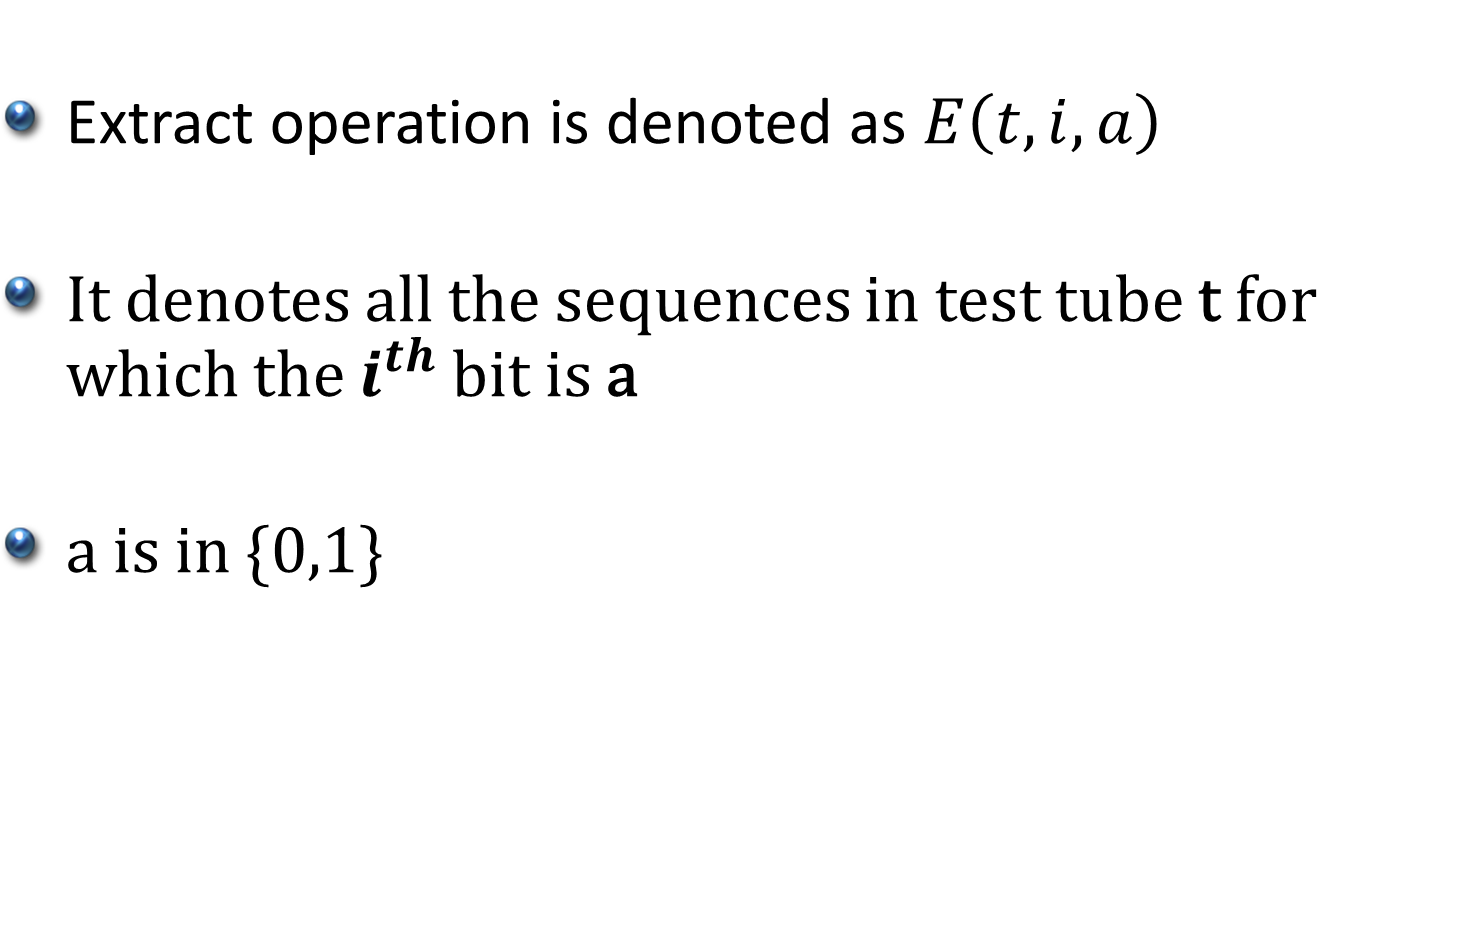 Extract operation is denoted as E(t, i, a)
It denotes all the sequences in test tube t for
which the i^th bit is a
a is in {0,1}